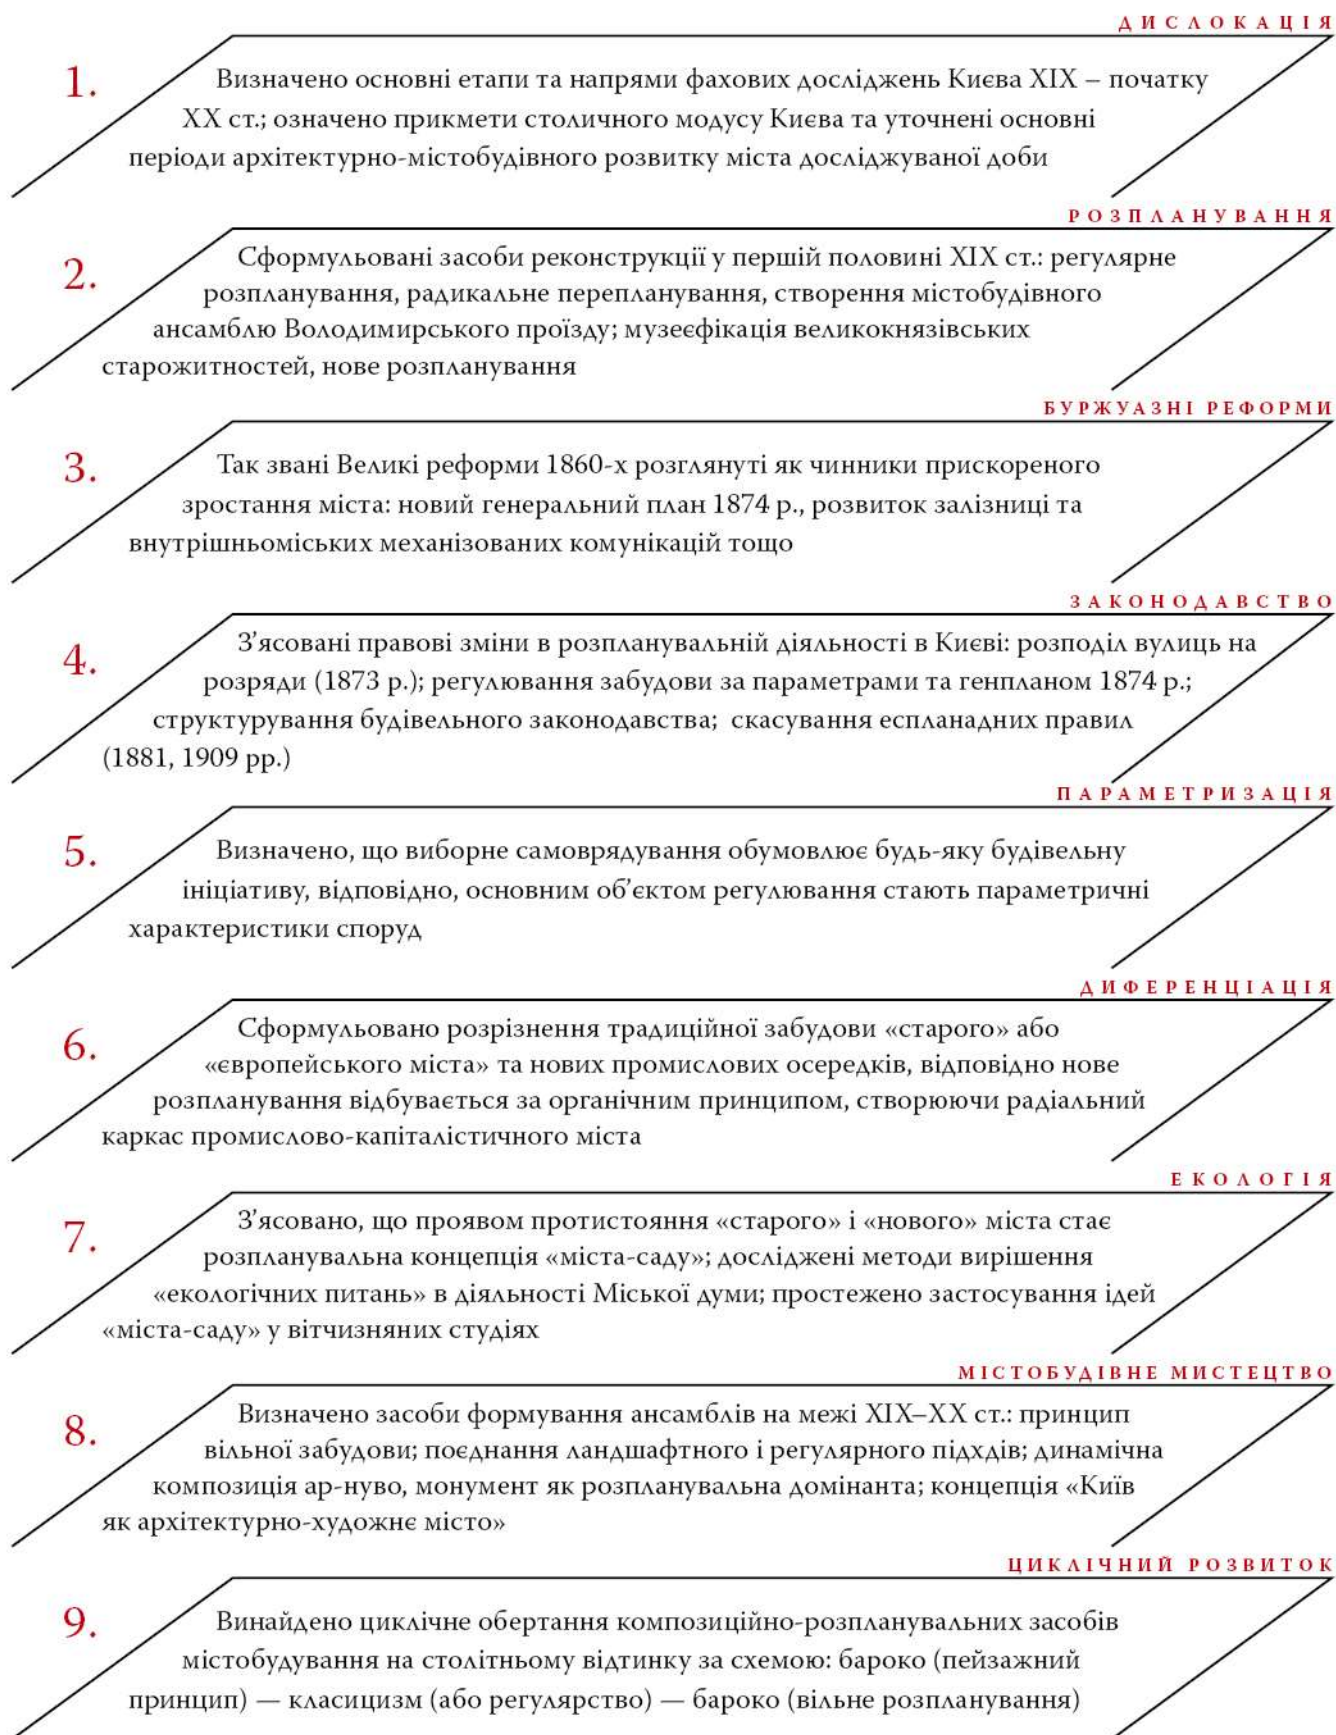 ДИСЛОКАЦІЯ
1.
Визначено основні етапи та напрями фахових досліджень Києва XIX – початку
XX ст.; означено прикмети столичного модусу Києва та уточнені основні
періоди архітектурно-містобудівного розвитку міста досліджуваної доби
РОЗПЛАНУВАННЯ
2.
Сформульовані засоби реконструкції у першій половині XIX ст.: регулярне
розпланування, радикальне перепланування, створення містобудівного
ансамблю Володимирського проїзду; музеєфікація великокнязівських
старожитностей, нове розпланування
БУРЖУАЗНІ РЕФОРМИ
3.
Так звані Великі реформи 1860-х розглянуті як чинники прискореного
зростання міста: новий генеральний план 1874 р., розвиток залізниці та
внутрішньоміських механізованих комунікацій тощо
ЗАКОНОДАВСТВО
4.
З’ясовані правові зміни в розпланувальній діяльності в Києві: розподіл вулиць на
розряди (1873 р.); регулювання забудови за параметрами та генпланом 1874 р.;
структурування будівельного законодавства; скасування еспланадних правил
(1881, 1909 рр.)
ПАРАМЕТРИЗАЦІЯ
5.
Визначено, що виборне самоврядування обумовлює будь-яку будівельну
ініціативу, відповідно, основним об’єктом регулювання стають параметричні
характеристики споруд
ДИФЕРЕНЦІАЦІЯ
6.
Сформульовано розрізнення традиційної забудови «старого» або
«європейського міста» та нових промислових осередків, відповідно нове
розпланування відбувається за органічним принципом, створюючи радіальний
каркас промислово-капіталістичного міста
ЕКОЛОГІЯ
7.
З’ясовано, що проявом протистояння «старого» і «нового» міста стає
розпланувальна концепція «міста-саду»; досліджені методи вирішення
«екологічних питань» в діяльності Міської думи; простежено застосування ідей
«міста-саду» у вітчизняних студіях
МІСТОБУДІВНЕ МИСТЕЦТВО
8.
Визначено засоби формування ансамблів на межі XIX–XX ст.: принцип
вільної забудови; поєднання ландшафтного і регулярного підхдів; динамічна
композиція ар-нуво, монумент як розпланувальна домінанта; концепція «Київ
як архітектурно-художнє місто»
ЦИКЛІЧНИЙ РОЗВИТОК
9.
Винайдено циклічне обертання композиційно-розпланувальних засобів
містобудування на столітньому відтинку за схемою: бароко (пейзажний
принцип) — класицизм (або регулярство) — бароко (вільне розпланування)